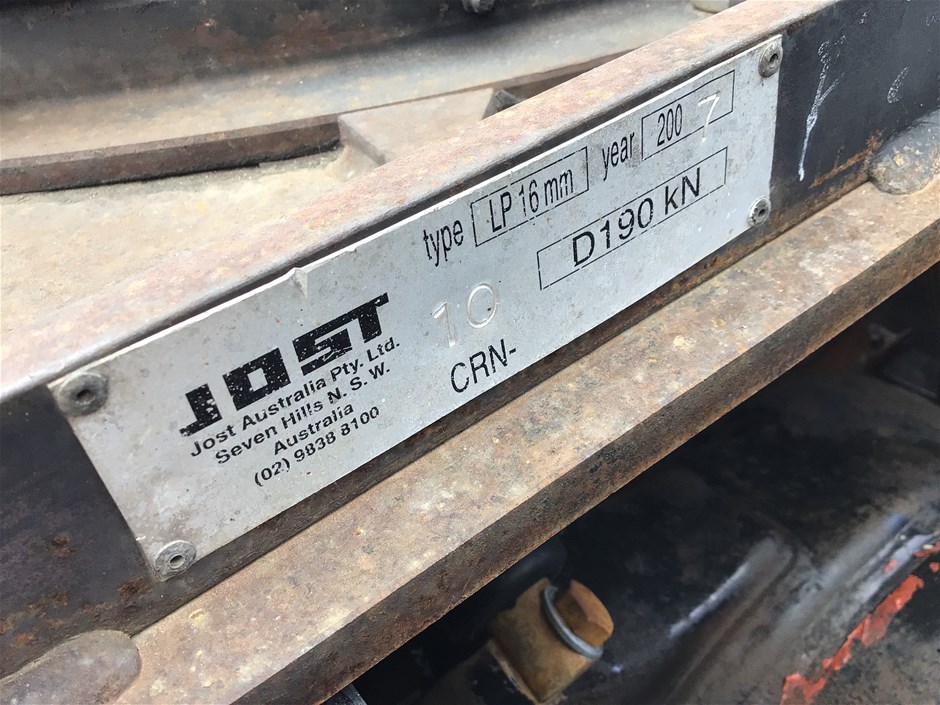 type LP 16 mm year 200 7
D190 kN
10
CRN-
JOST
Jost Australia Pty. Ltd.
Seven Hills N. S. W.
Australia
(02) 9838 8100